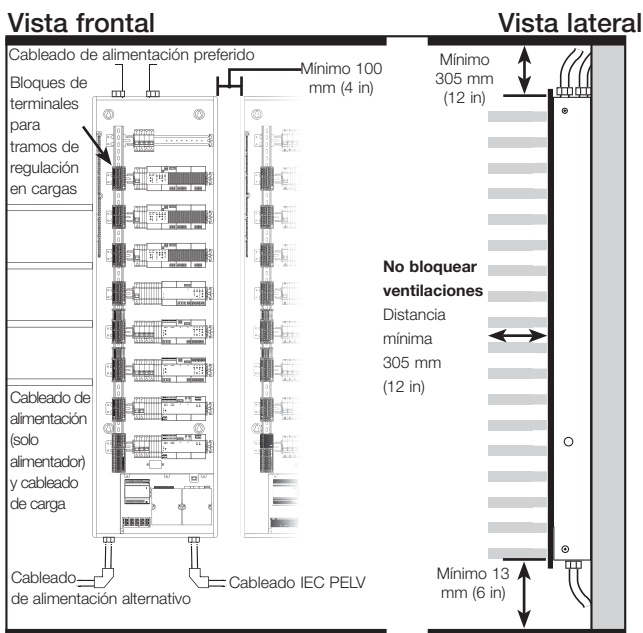 Vista frontal
Vista lateral
Cableado de alimentación preferido
Bloques de
terminales
para
tramos de
regulación
en cargas
Mínimo 100
mm (4 in)
Mínimo
305 mm
(12 in)
No bloquear
ventilaciones
Distancia
mínima
305 mm
(12 in)
Cableado de
alimentación
(solo
alimentador)
y cableado
de carga
Cableado
de alimentación alternativo
Cableado IEC PELV
Mínimo 13
mm (6 in)